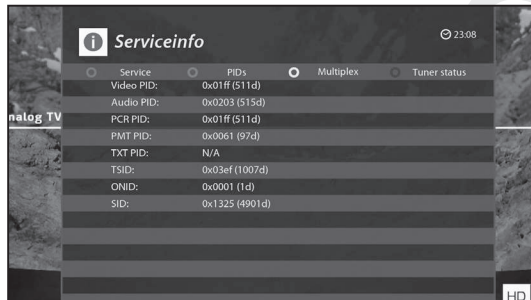 Serviceinfo
23:08
Service PIDs Multiplex Tuner status
Video PID: 0x01ff (511d)
Audio PID: 0x0203 (515d)
nalog TV
PCR PID: 0x01ff (511d)
PMT PID: 0x0061 (97d)
TXT PID: N/A
TSID: 0x03ef (1007d)
ONID: 0x0001 (1d)
SID: 0x1325 (4901d)
HD